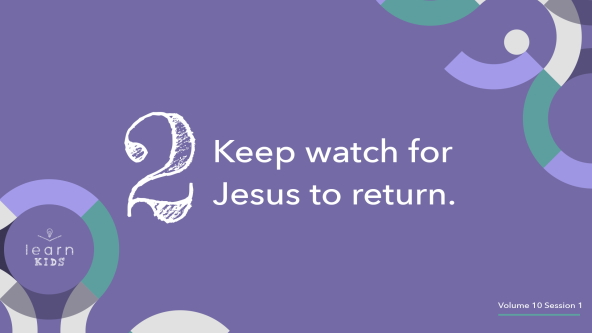 2
Keep watch for
Jesus to return.
learn
KIDS
Volume 10 Session 1